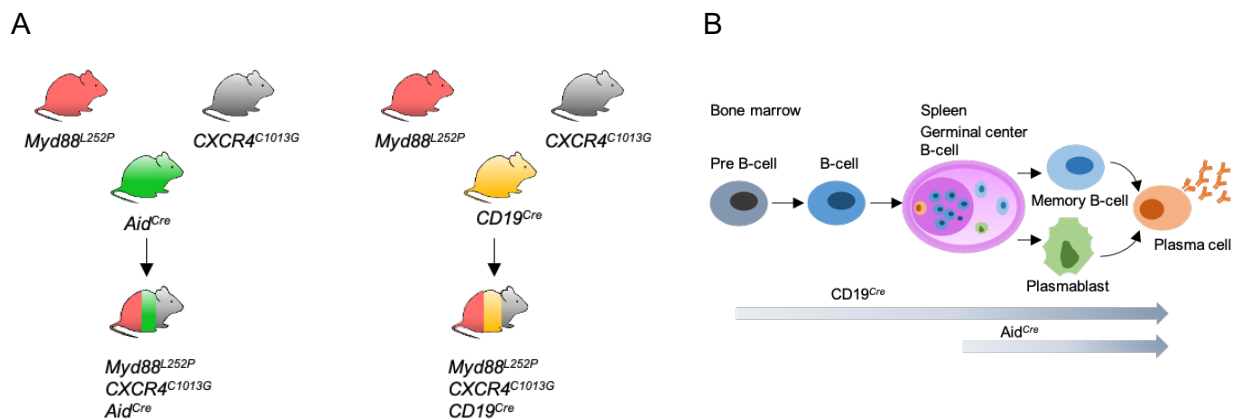 A
Myd88L252P
CXCR4C1013G
AidCre
Myd88L252P
CXCR4C1013G
AidCre
Myd88L252P
CXCR4C1013G
CD19Cre
Myd88L252P
CXCR4C1013G
CD19Cre
B
Bone marrow
Spleen
Germinal center
B-cell
Pre B-cell
B-cell
Memory B-cell
Plasma cell
Plasmablast
CD19Cre
AidCre